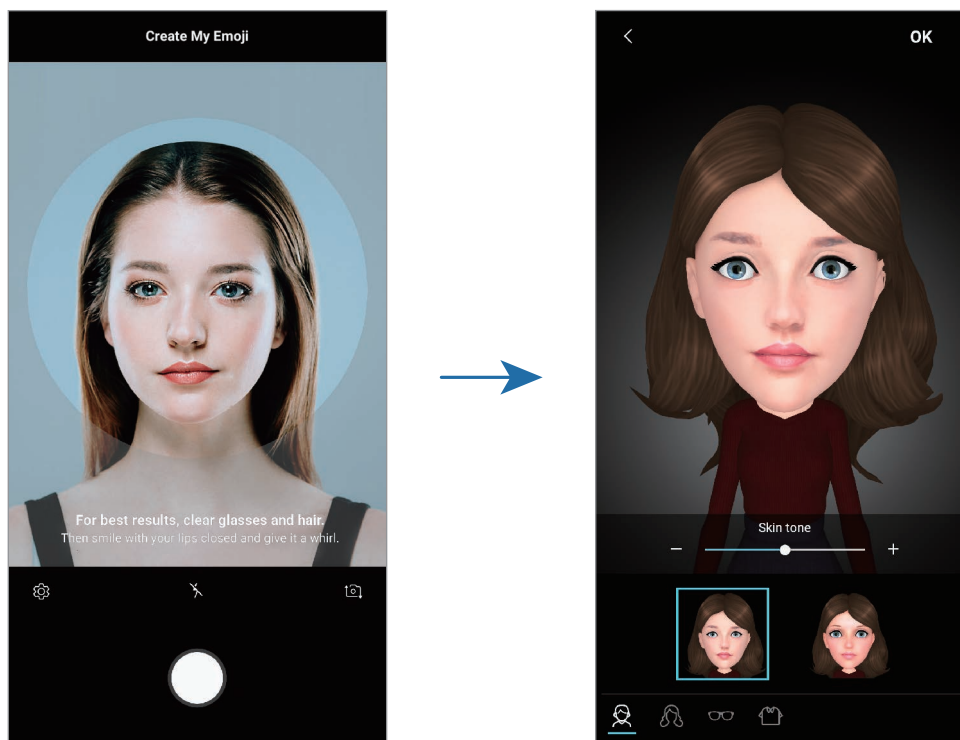 Create My Emoji
For best results, clear glasses and hair.
Then smile with your lips closed and give it a whirl.
OK
Skin tone